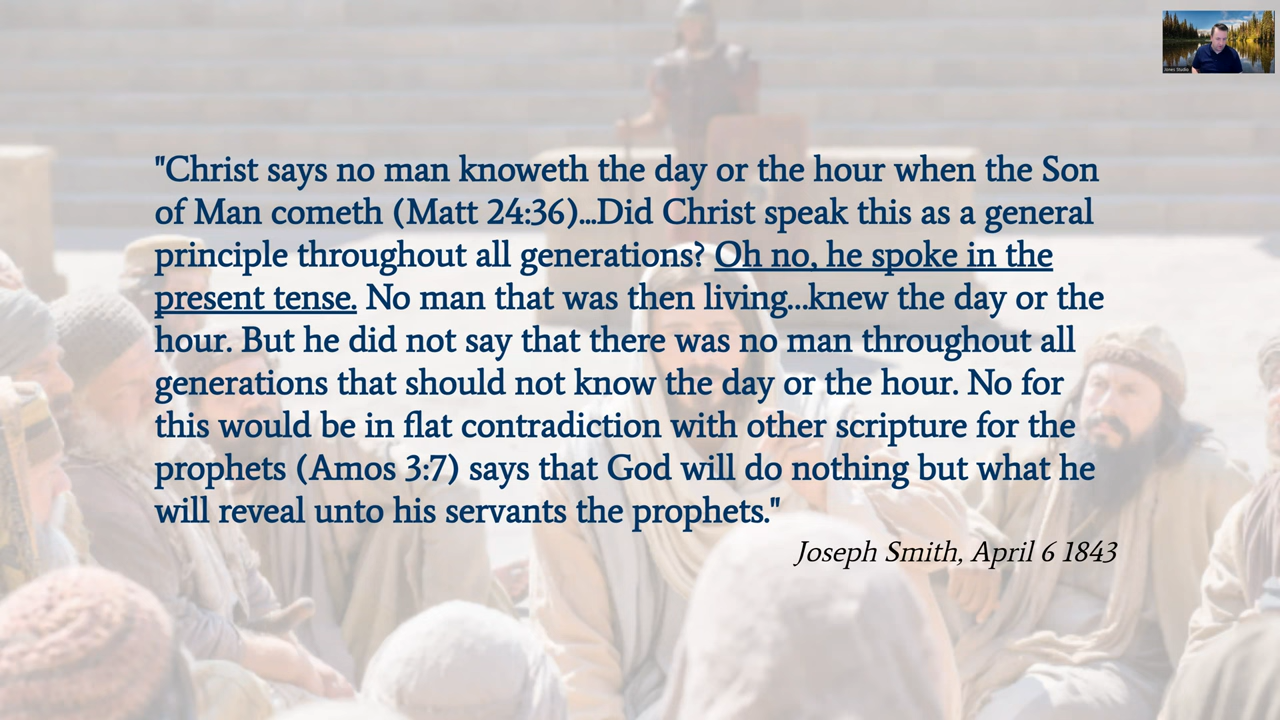 "Christ says no man knoweth the day or the hour when the Son
of Man cometh (Matt 24:36)...Did Christ speak this as a general
principle throughout all generations? Oh no, he spoke in the
present tense. No man that was then living...knew the day or the
hour. But he did not say that there was no man throughout all
generations that should not know the day or the hour. No for
this would be in flat contradiction with other scripture for the
prophets (Amos 3:7) says that God will do nothing but what he
will reveal unto his servants the prophets."
Joseph Smith, April 6 1843
Jones Studio